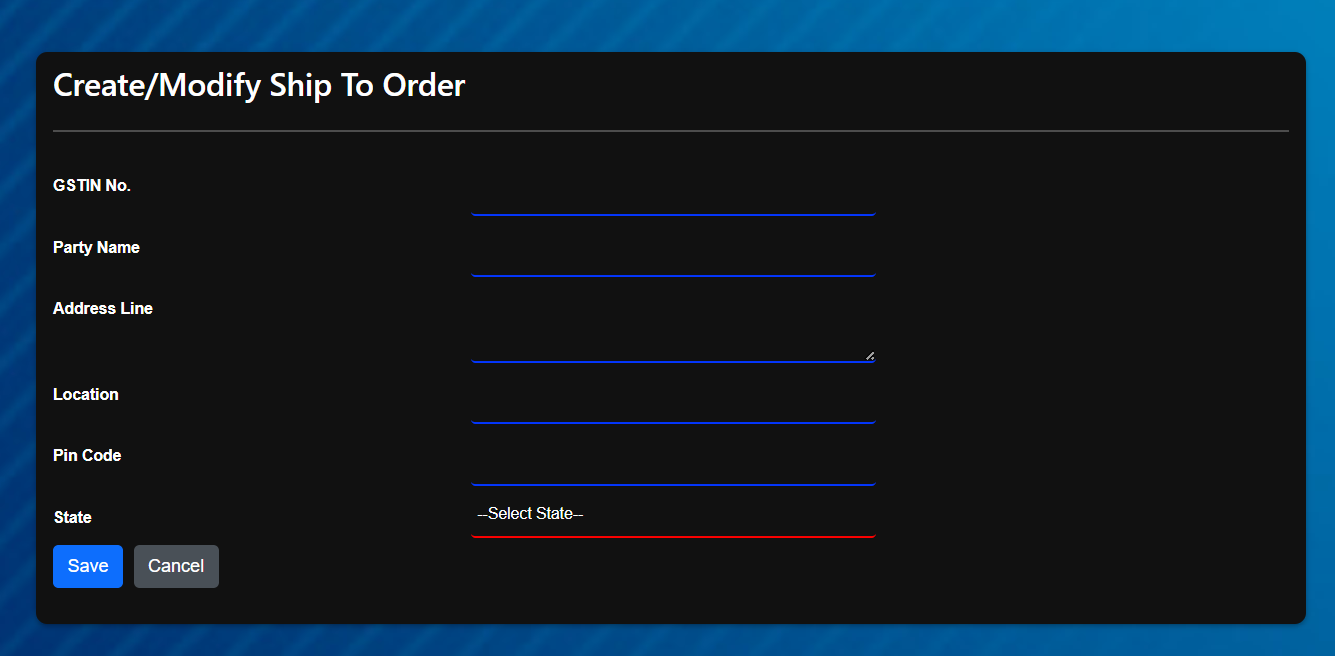 Create/Modify Ship To Order
GSTIN No.
Party Name
Address Line
Location
Pin Code
State
--Select State--
Save
Cancel